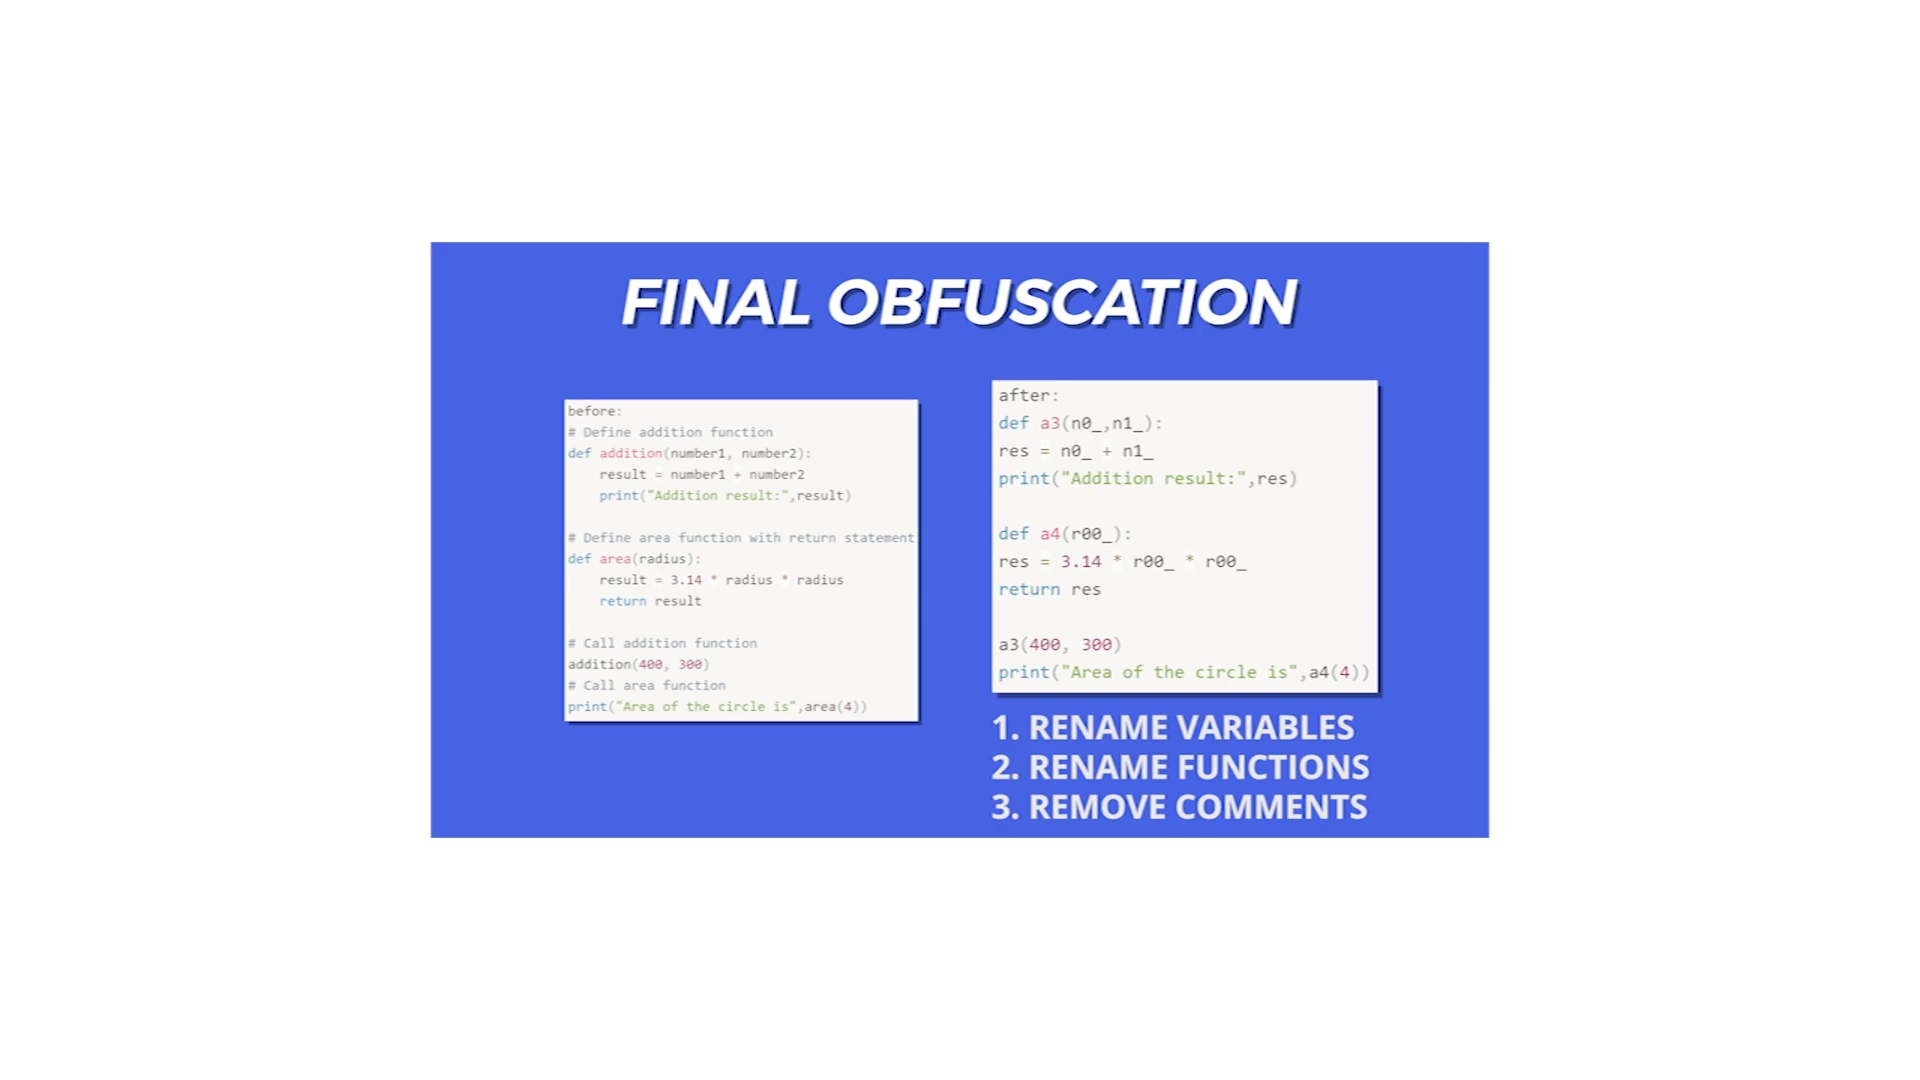 FINAL OBFUSCATION
before:
# Define addition function
def addition(number1, number2):
    result = number1 + number2
    print("Addition result:",result)
# Define area function with return statement
def area(radius):
    result = 3.14 * radius * radius
    return result
# Call addition function
addition(400, 300)
# Call area function
print("Area of the circle is",area(4))
after:
def a3(n0_,n1_):
res = n0_ + n1_
print("Addition result:",res)
def a4(r00_):
res = 3.14 * r00_ * r00_
return res
a3(400, 300)
print("Area of the circle is",a4(4))
1. RENAME VARIABLES
2. RENAME FUNCTIONS
3. REMOVE COMMENTS